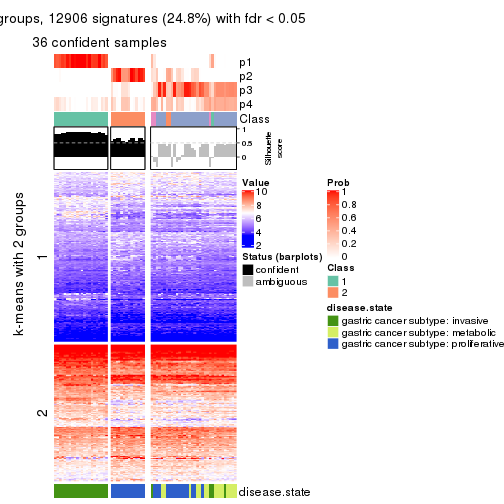 groups, 12906 signatures (24.8%) with fdr < 0.05
36 confident samples
p1
p2
p3
p4
Class
1
0.5
0
Silhouette
score
k-means with 2 groups
1
2
Value
10
8
6
4
2
Status (barplots)
confident
ambiguous
Prob
1
0.8
0.6
0.4
0.2
0
Class
1
2
disease.state
gastric cancer subtype: invasive
gastric cancer subtype: metabolic
gastric cancer subtype: proliferative
disease.state